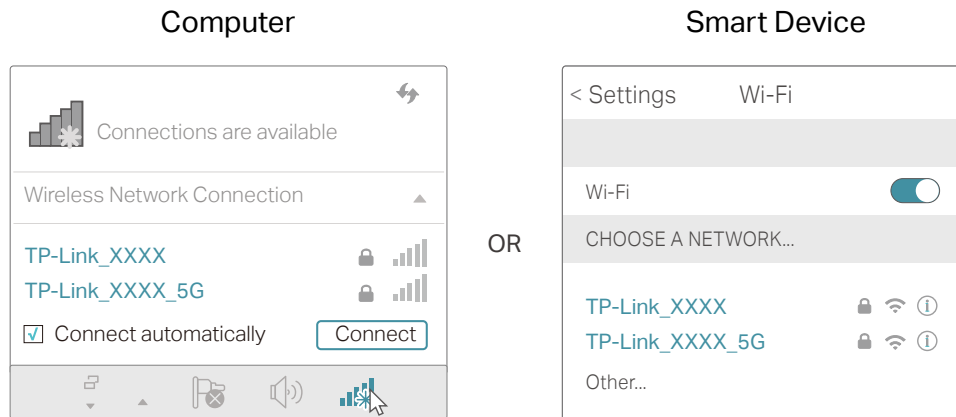 Computer
Connections are available
Wireless Network Connection
TP-Link_XXXX
TP-Link_XXXX_5G
Connect automatically
Connect
OR
Smart Device
< Settings
Wi-Fi
Wi-Fi
CHOOSE A NETWORK...
TP-Link_XXXX
TP-Link_XXXX_5G
Other...